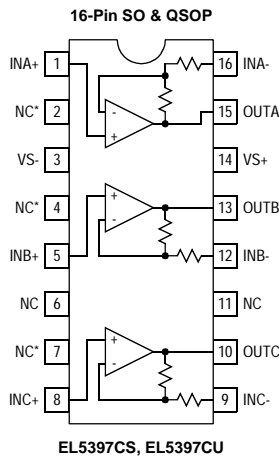 16-Pin SO & QSOP
INA+ 1 16 INA-
NC* 2 15 OUTA
- +
VS- 3 14 VS+
NC* 4 13 OUTB
+ -
INB+ 5 12 INB-
NC 6 11 NC
NC* 7 10 OUTC
+ -
INC+ 8 9 INC-
EL5397CS, EL5397CU